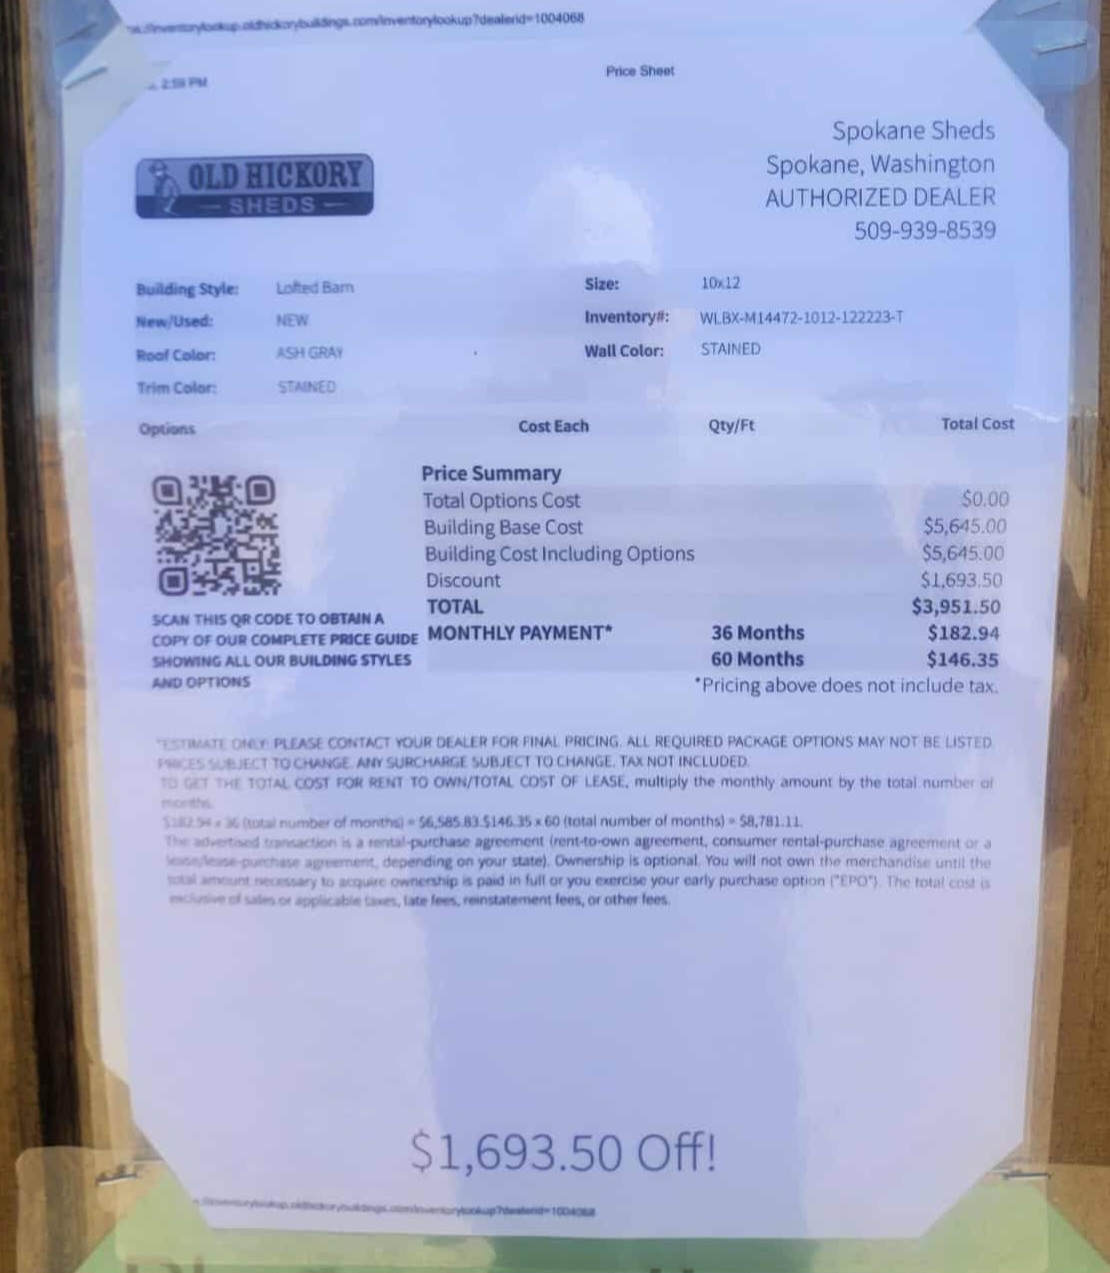 inventorylookup.oldhickorybuildings.com/inventorylookup?dealerid=1004068
2:59 PM
Price Sheet
OLD HICKORY
SHEDS
Spokane Sheds
Spokane, Washington
AUTHORIZED DEALER
509-939-8539
Building Style: Lofted Barn Size: 10x12
New/Used: NEW Inventory#: WLBX-M14472-1012-122223-T
Roof Color: ASH GRAY Wall Color: STAINED
Trim Color: STAINED
Options Cost Each Qty/Ft Total Cost
Price Summary
Total Options Cost $0.00
Building Base Cost $5,645.00
Building Cost Including Options $5,645.00
Discount $1,693.50
TOTAL $3,951.50
MONTHLY PAYMENT* 36 Months $182.94
60 Months $146.35
*Pricing above does not include tax.
SCAN THIS QR CODE TO OBTAIN A
COPY OF OUR COMPLETE PRICE GUIDE
SHOWING ALL OUR BUILDING STYLES
AND OPTIONS
*ESTIMATE ONLY: PLEASE CONTACT YOUR DEALER FOR FINAL PRICING. ALL REQUIRED PACKAGE OPTIONS MAY NOT BE LISTED.
PRICES SUBJECT TO CHANGE. ANY SURCHARGE SUBJECT TO CHANGE. TAX NOT INCLUDED.
TO GET THE TOTAL COST FOR RENT TO OWN/TOTAL COST OF LEASE, multiply the monthly amount by the total number of
months.
$182.94 x 36 (total number of months) = $6,585.83.$146.35 x 60 (total number of months) = $8,781.11.
The advertised transaction is a rental-purchase agreement (rent-to-own agreement, consumer rental-purchase agreement or a
lease/lease-purchase agreement, depending on your state). Ownership is optional. You will not own the merchandise until the
total amount necessary to acquire ownership is paid in full or you exercise your early purchase option ("EPO"). The total cost is
exclusive of sales or applicable taxes, late fees, reinstatement fees, or other fees.
$1,693.50 Off!
inventorylookup.oldhickorybuildings.com/inventorylookup?dealerid=1004068